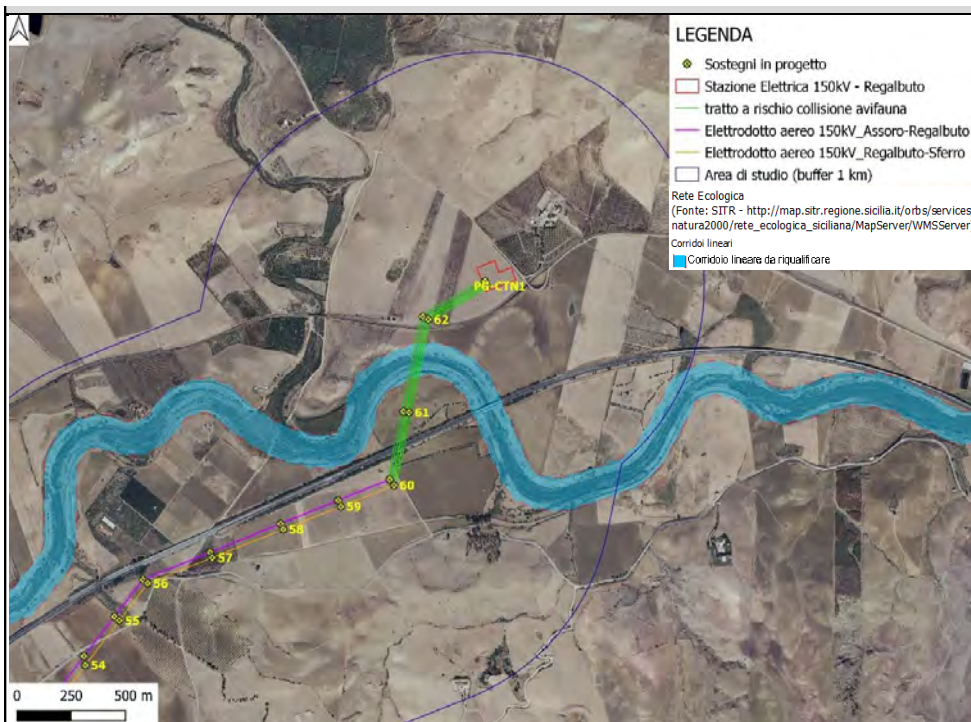 LEGENDA
Sostegni in progetto
Stazione Elettrica 150kV - Regalbuto
tratto a rischio collisione avifauna
Elettrodotto aereo 150kV_Assoro-Regalbuto
Elettrodotto aereo 150kV_Regalbuto-Sferro
Area di studio (buffer 1 km)
Rete Ecologica
(Fonte: SITR - http://map.sitr.regione.sicilia.it/orbs/services
natura2000/rete_ecologica_siciliana/MapServer/WMSServer
Corridoi lineari
Corridoio lineare da riqualificare
PG-CTN1
62
61
60
59
58
57
56
55
54
0 250 500 m